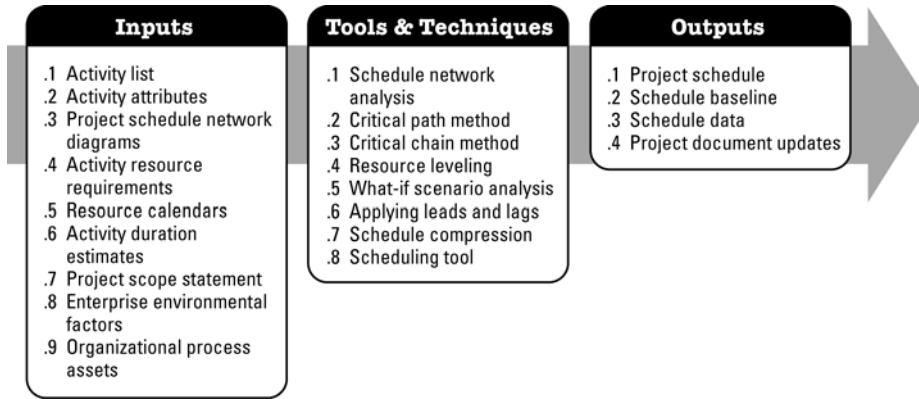 Inputs
.1 Activity list
.2 Activity attributes
.3 Project schedule network
diagrams
.4 Activity resource
requirements
.5 Resource calendars
.6 Activity duration
estimates
.7 Project scope statement
.8 Enterprise environmental
factors
.9 Organizational process
assets
Tools & Techniques
.1 Schedule network
analysis
.2 Critical path method
.3 Critical chain method
.4 Resource leveling
.5 What-if scenario analysis
.6 Applying leads and lags
.7 Schedule compression
.8 Scheduling tool
Outputs
.1 Project schedule
.2 Schedule baseline
.3 Schedule data
.4 Project document updates